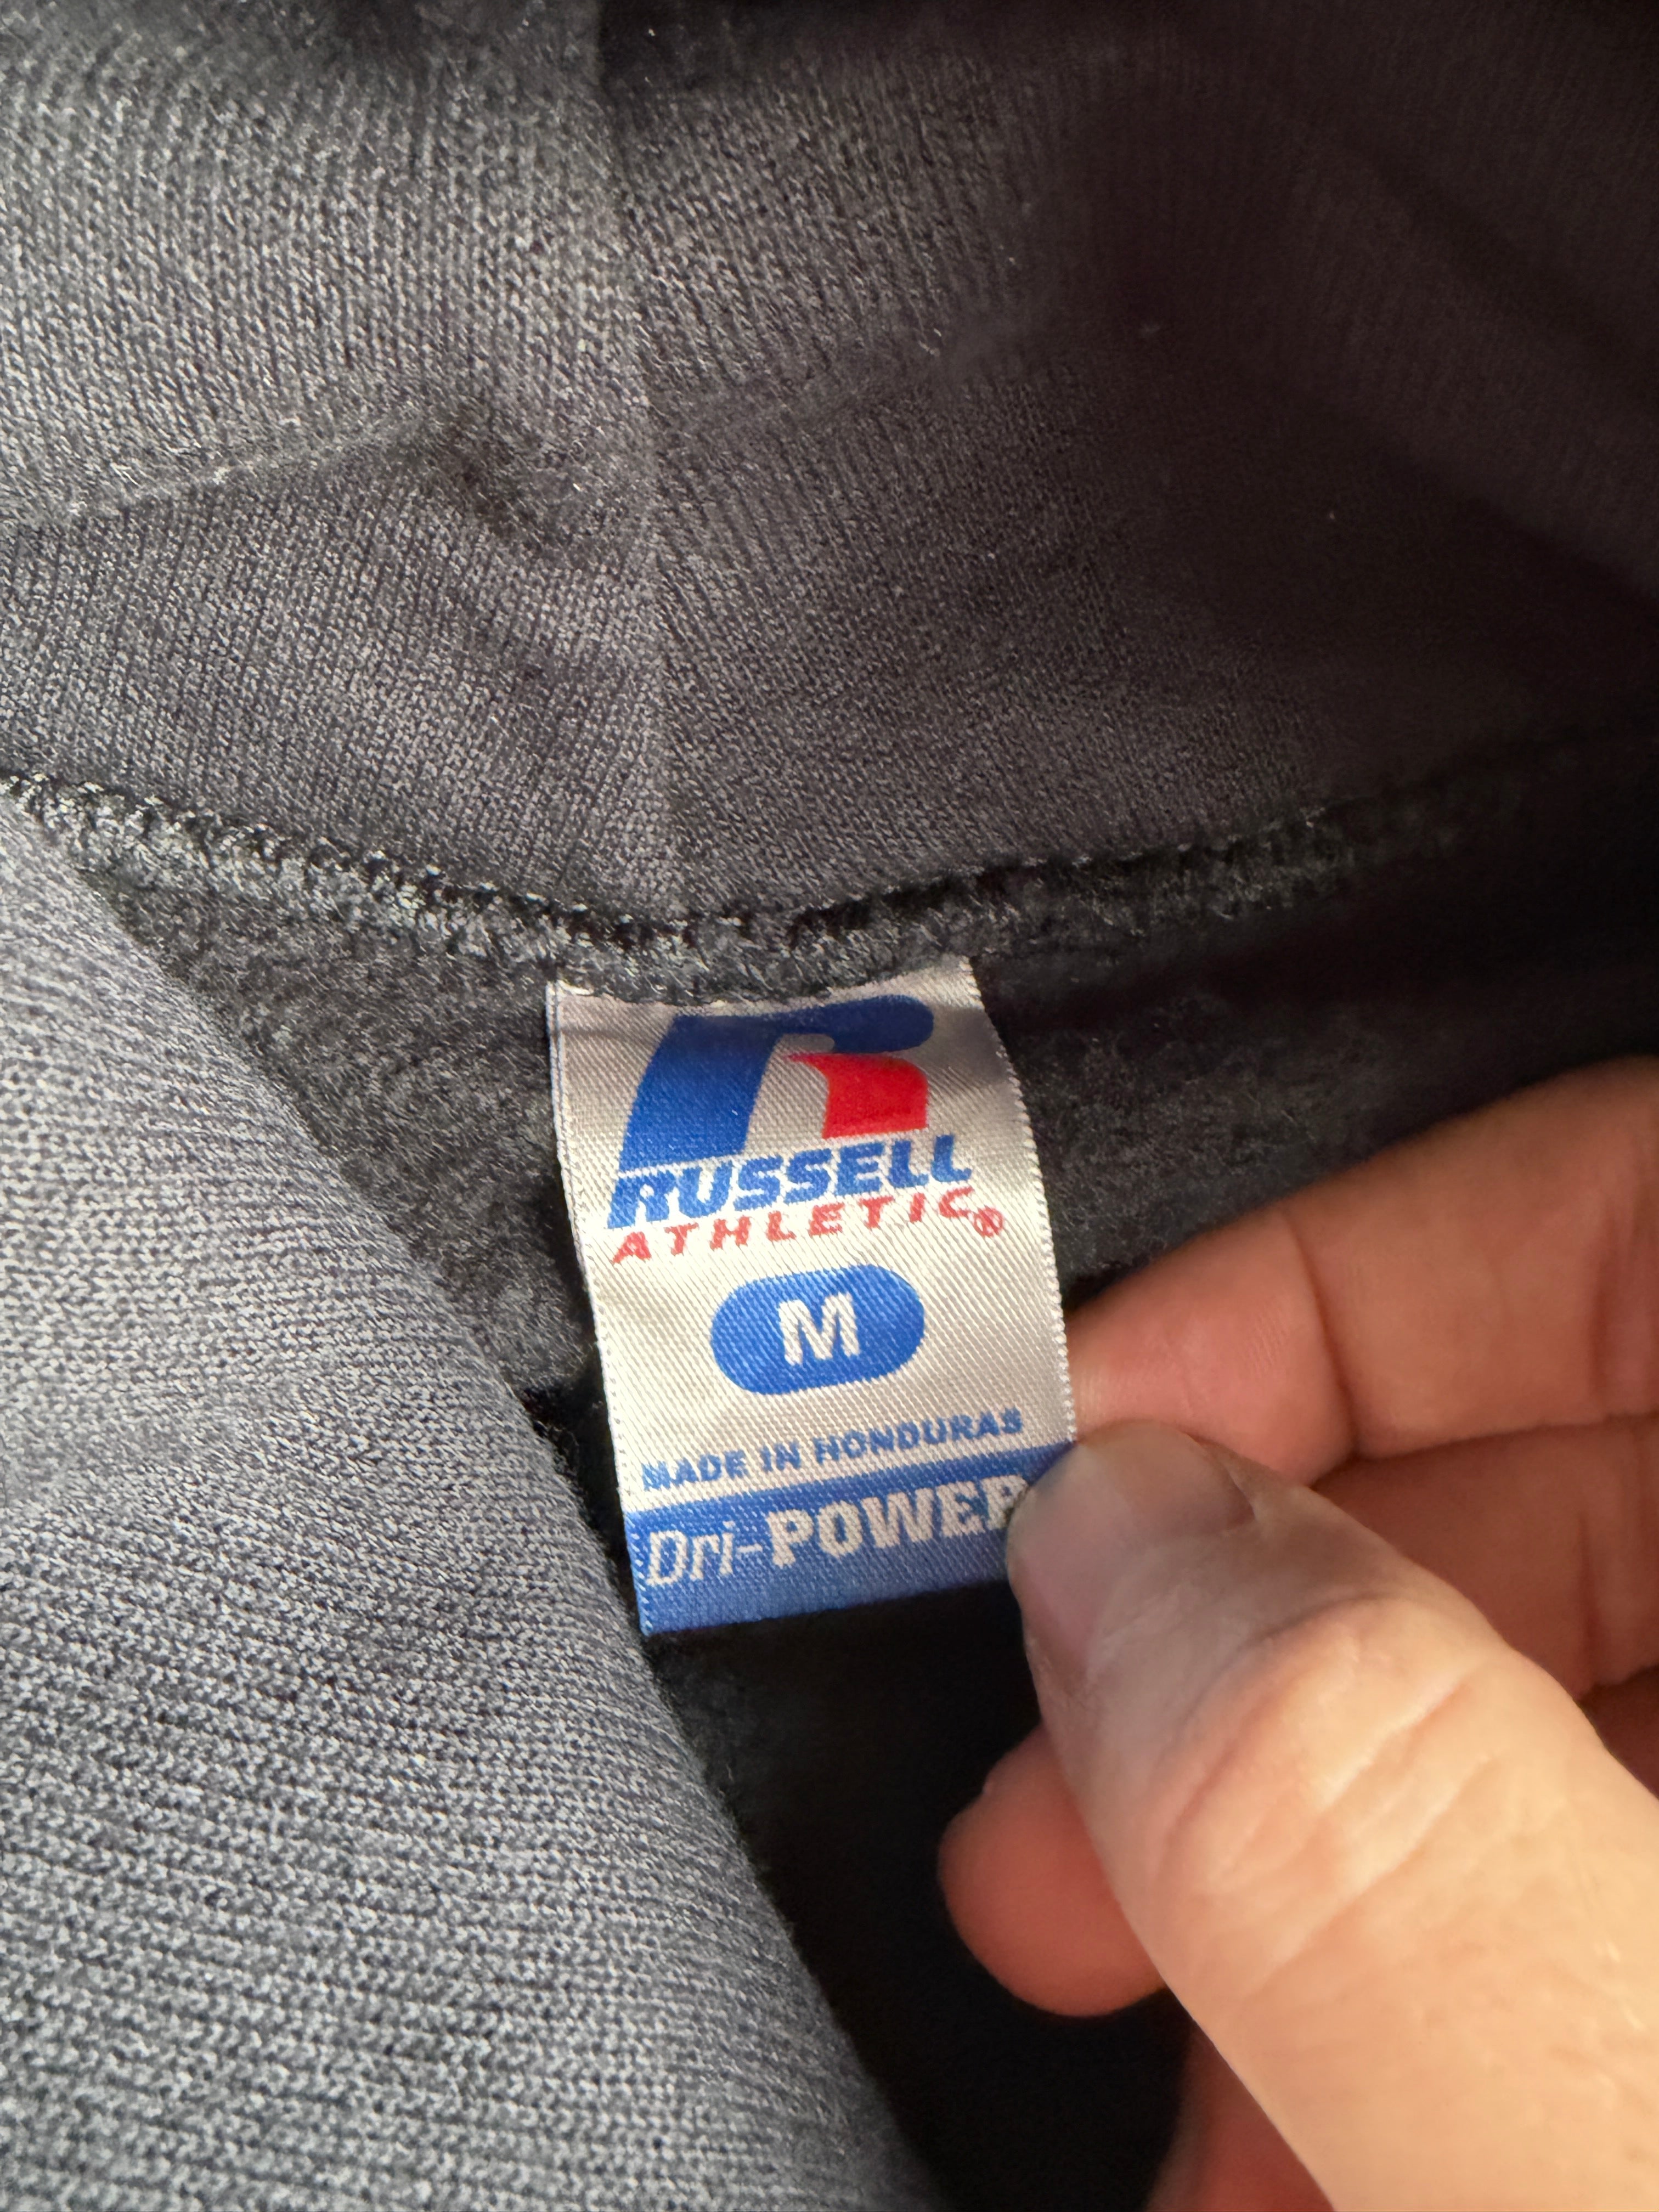 RUSSELL
ATHLETIC®
M
MADE IN HONDURAS
Dri-POWER